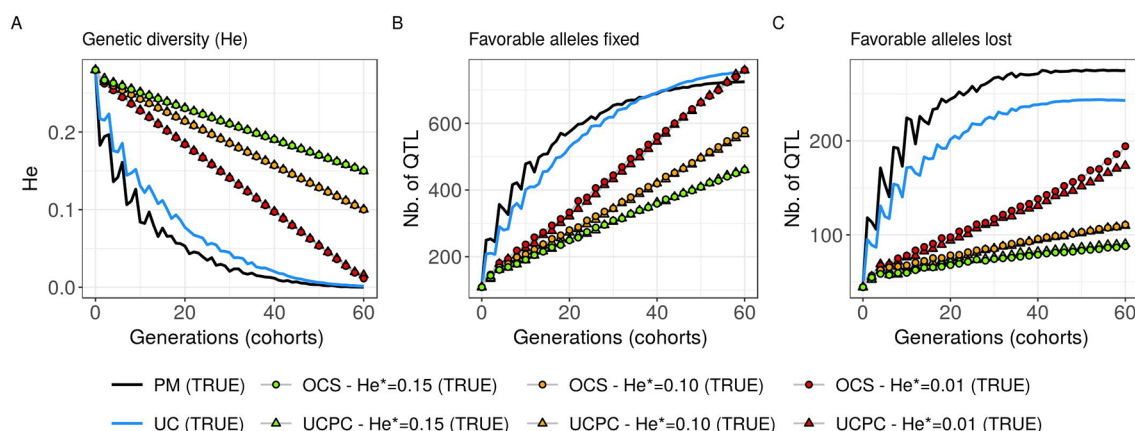 A
B
C
Genetic diversity (He)
Favorable alleles fixed
Favorable alleles lost
He
0.2
0.1
0.0
0 20 40 60
Generations (cohorts)
Nb. of QTL
600
400
200
0 20 40 60
Generations (cohorts)
Nb. of QTL
200
100
0 20 40 60
Generations (cohorts)
PM (TRUE) OCS - He*=0.15 (TRUE) OCS - He*=0.10 (TRUE) OCS - He*=0.01 (TRUE)
UC (TRUE) UCPC - He*=0.15 (TRUE) UCPC - He*=0.10 (TRUE) UCPC - He*=0.01 (TRUE)